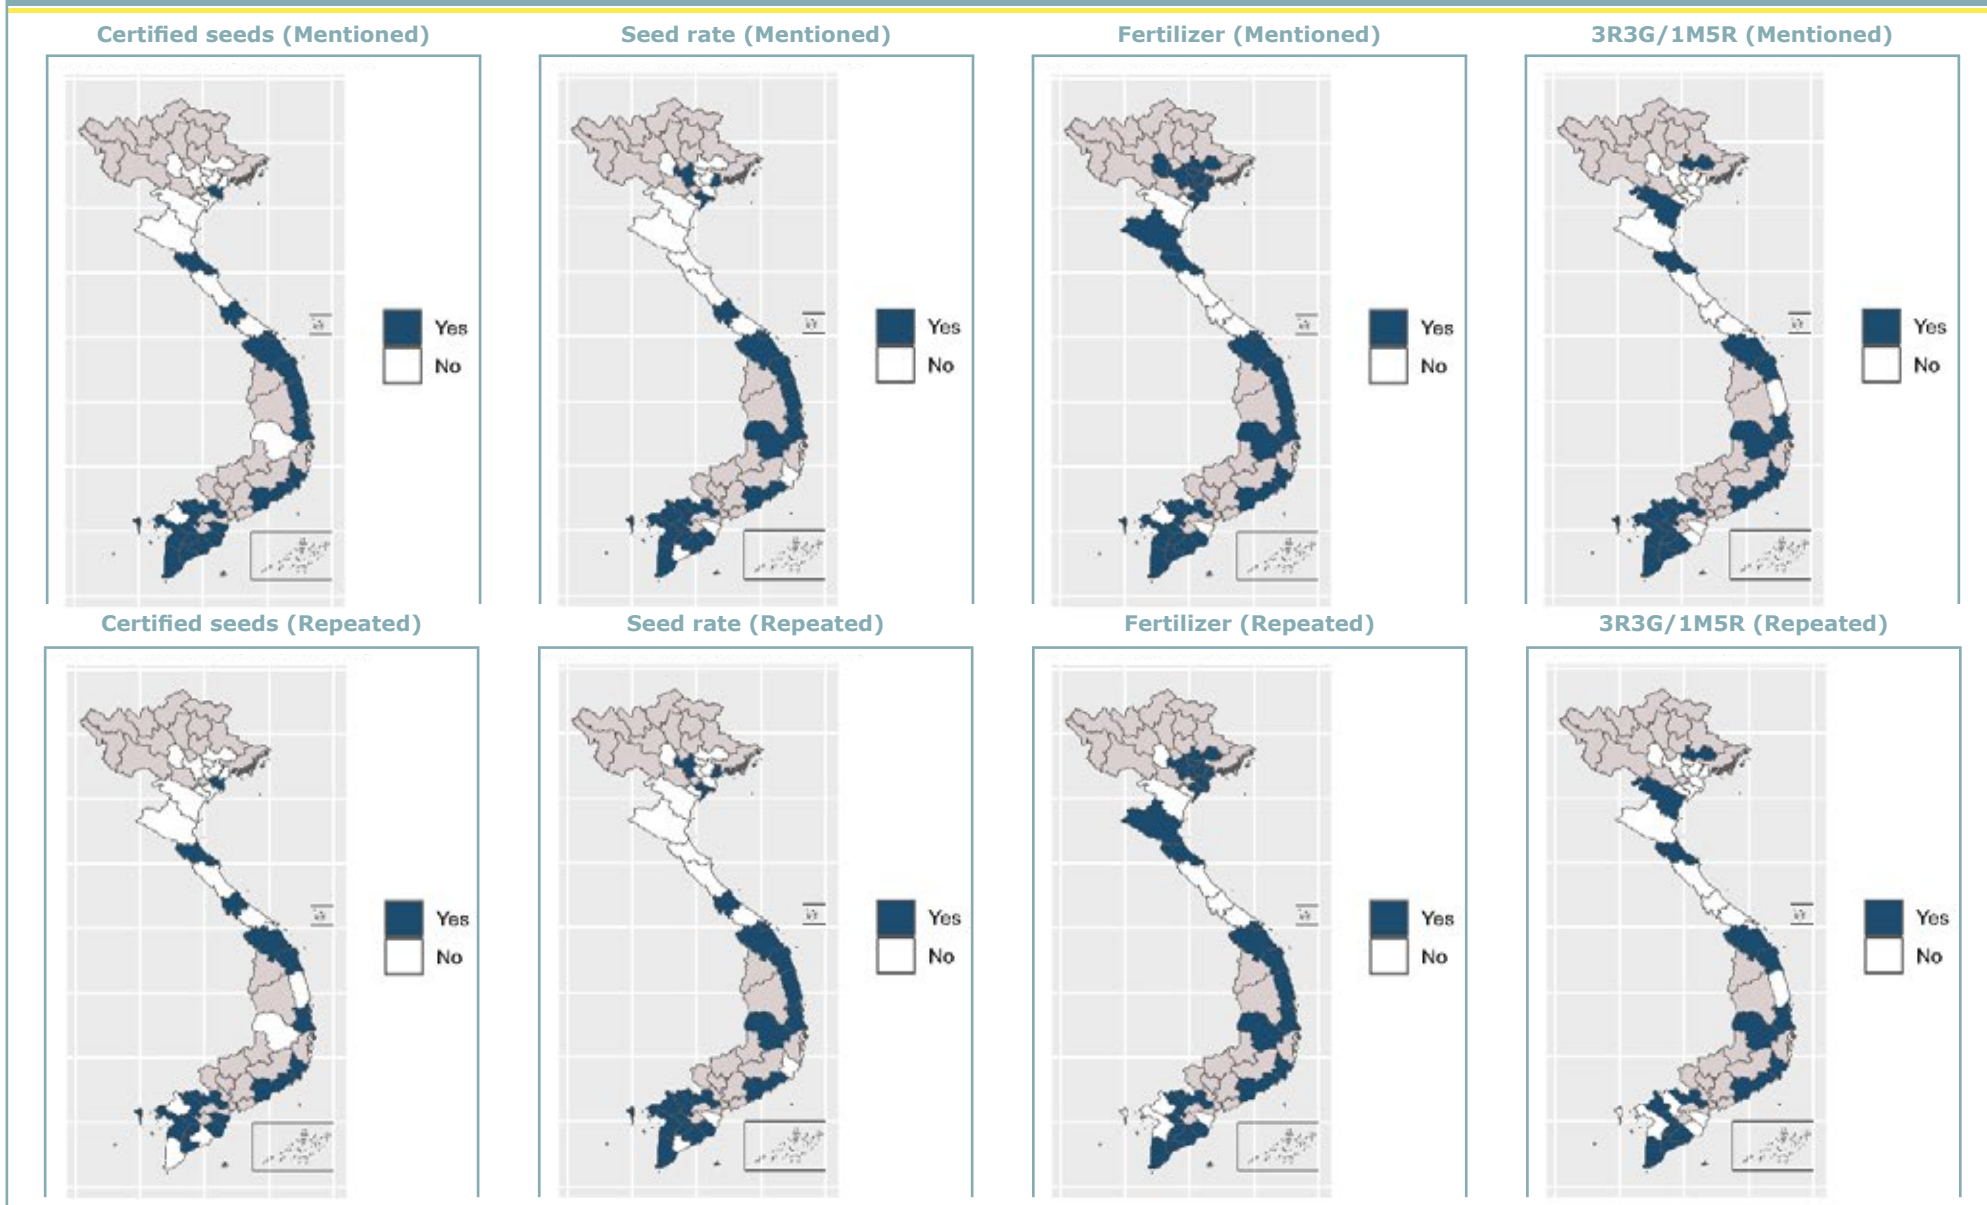 Certified seeds (Mentioned)
Seed rate (Mentioned)
Fertilizer (Mentioned)
3R3G/1M5R (Mentioned)
Yes
No
Yes
No
Yes
No
Yes
No
Certified seeds (Repeated)
Seed rate (Repeated)
Fertilizer (Repeated)
3R3G/1M5R (Repeated)
Yes
No
Yes
No
Yes
No
Yes
No